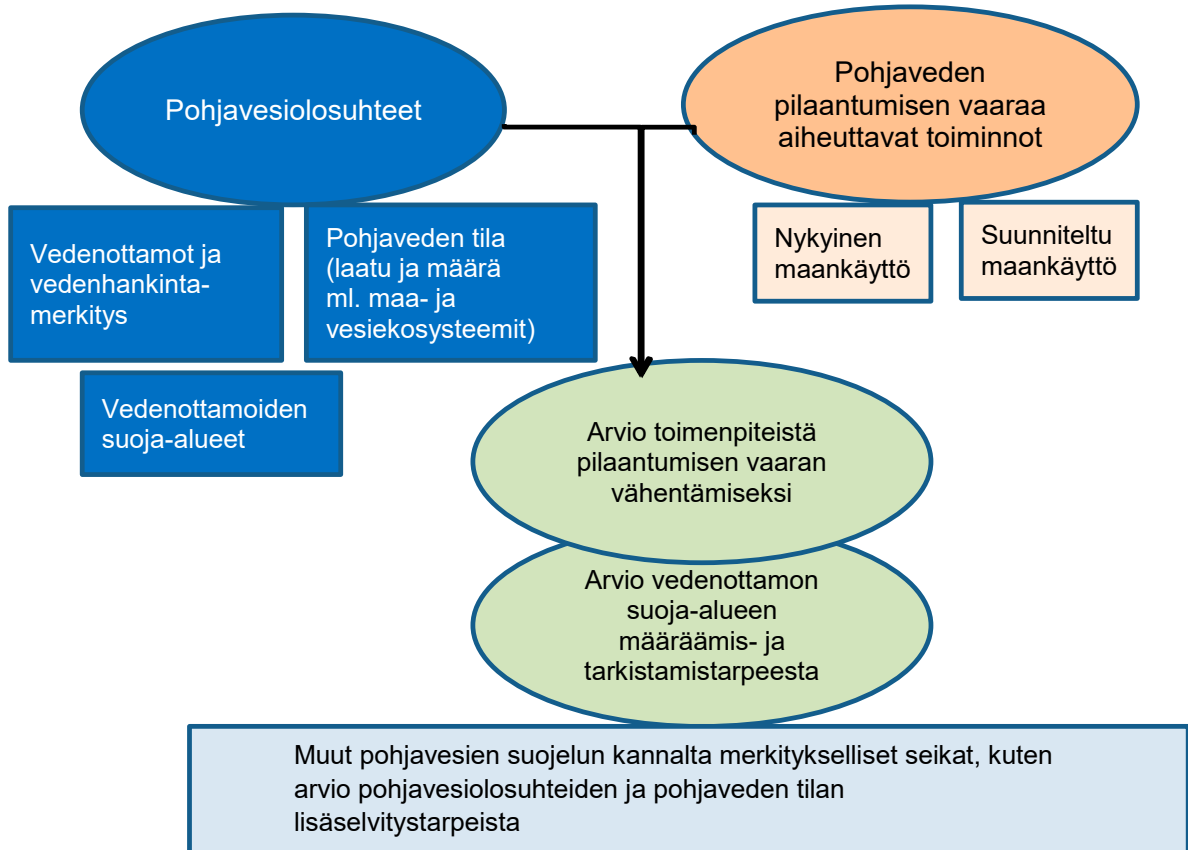 Pohjavesiolosuhteet
Pohjaveden
pilaantumisen vaaraa
aiheuttavat toiminnot
Vedenottamot ja
vedenhankinta-
merkitys
Pohjaveden tila
(laatu ja määrä
ml. maa- ja
vesiekosysteemit)
Nykyinen
maankäyttö
Suunniteltu
maankäyttö
Vedenottamoiden
suoja-alueet
Arvio toimenpiteistä
pilaantumisen vaaran
vähentämiseksi
Arvio vedenottamon
suoja-alueen
määräämis- ja
tarkistamistarpeesta
Muut pohjavesien suojelun kannalta merkitykselliset seikat, kuten
arvio pohjavesiolosuhteiden ja pohjaveden tilan
lisäselvitystarpeista